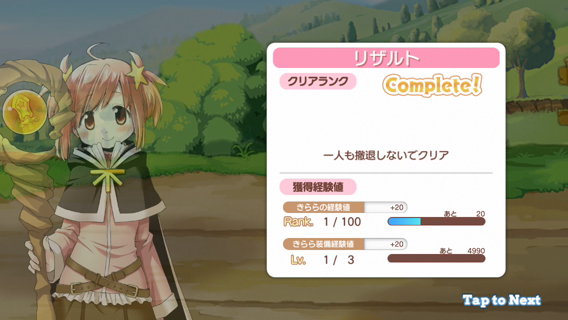 リザルト
クリアランク
Complete!
一人も撤退しないでクリア
獲得経験値
きららの経験値 +20
Rank. 1 / 100 あと 20
きらら装備経験値 +20
Lv. 1 / 3 あと 4990
Tap to Next